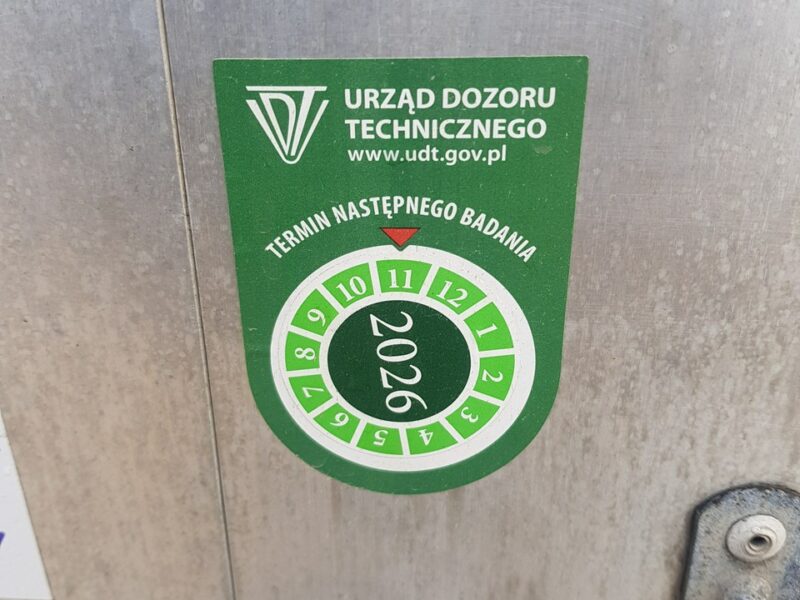 UDT
URZĄD DOZORU
TECHNICZNEGO
www.udt.gov.pl
TERMIN NASTĘPNEGO BADANIA
1 2 3 4 5 6 7 8 9 10 11 12
2026